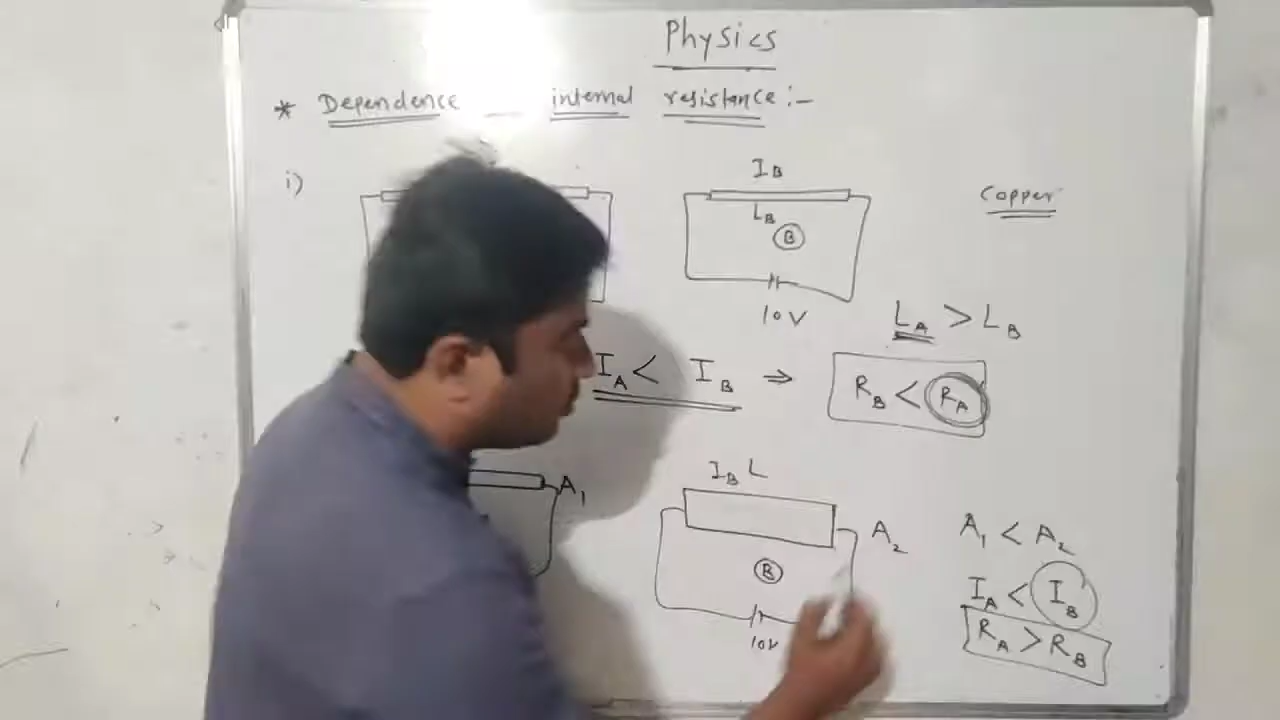 Physics
* Dependence internal resistance :-
i)
I_B
L_B
B
10V
Copper
L_A > L_B
I_A < I_B ⇒ R_B < R_A
A_1
I_B L
A_2
B
10V
A_1 < A_2
I_A < I_B
R_A > R_B